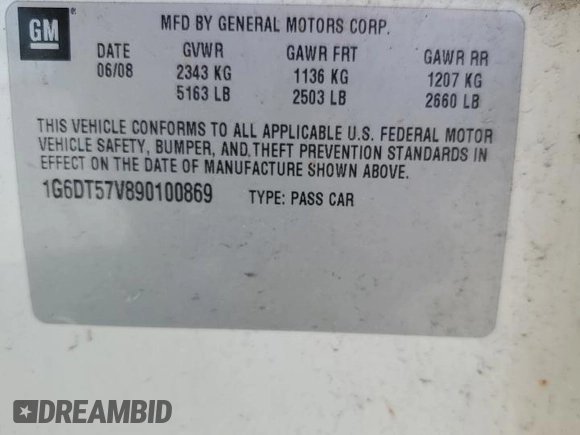 GM
MFD BY GENERAL MOTORS CORP.
DATE GVWR GAWR FRT GAWR RR
06/08 2343 KG 1136 KG 1207 KG
5163 LB 2503 LB 2660 LB
THIS VEHICLE CONFORMS TO ALL APPLICABLE U.S. FEDERAL MOTOR
VEHICLE SAFETY, BUMPER, AND THEFT PREVENTION STANDARDS IN
EFFECT ON THE DATE OF MANUFACTURE SHOWN ABOVE.
1G6DT57V890100869 TYPE: PASS CAR
DREAMBID